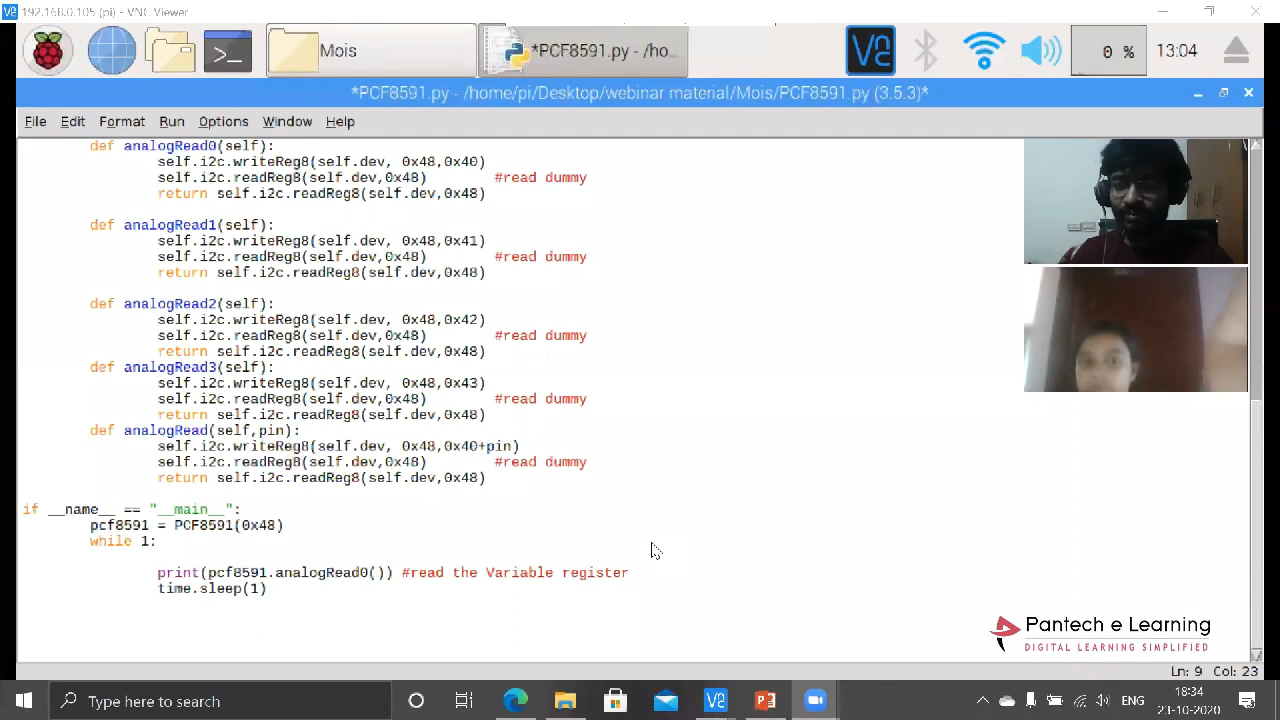 192.168.0.105 (pi) - VNC Viewer
Mois
*PCF8591.py - /ho...
0 %
13:04
*PCF8591.py - /home/pi/Desktop/webinar material/Mois/PCF8591.py (3.5.3)*
File Edit Format Run Options Window Help
def analogRead0(self):
self.i2c.writeReg8(self.dev, 0x48,0x40)
self.i2c.readReg8(self.dev,0x48) #read dummy
return self.i2c.readReg8(self.dev,0x48)
def analogRead1(self):
self.i2c.writeReg8(self.dev, 0x48,0x41)
self.i2c.readReg8(self.dev,0x48) #read dummy
return self.i2c.readReg8(self.dev,0x48)
def analogRead2(self):
self.i2c.writeReg8(self.dev, 0x48,0x42)
self.i2c.readReg8(self.dev,0x48) #read dummy
return self.i2c.readReg8(self.dev,0x48)
def analogRead3(self):
self.i2c.writeReg8(self.dev, 0x48,0x43)
self.i2c.readReg8(self.dev,0x48) #read dummy
return self.i2c.readReg8(self.dev,0x48)
def analogRead(self,pin):
self.i2c.writeReg8(self.dev, 0x48,0x40+pin)
self.i2c.readReg8(self.dev,0x48) #read dummy
return self.i2c.readReg8(self.dev,0x48)
if __name__ == "__main__":
pcf8591 = PCF8591(0x48)
while 1:
print(pcf8591.analogRead0()) #read the Variable register
time.sleep(1)
Pantech e Learning
DIGITAL LEARNING SIMPLIFIED
Ln: 9 Col: 23
Type here to search
ENG
18:34
23-10-2020